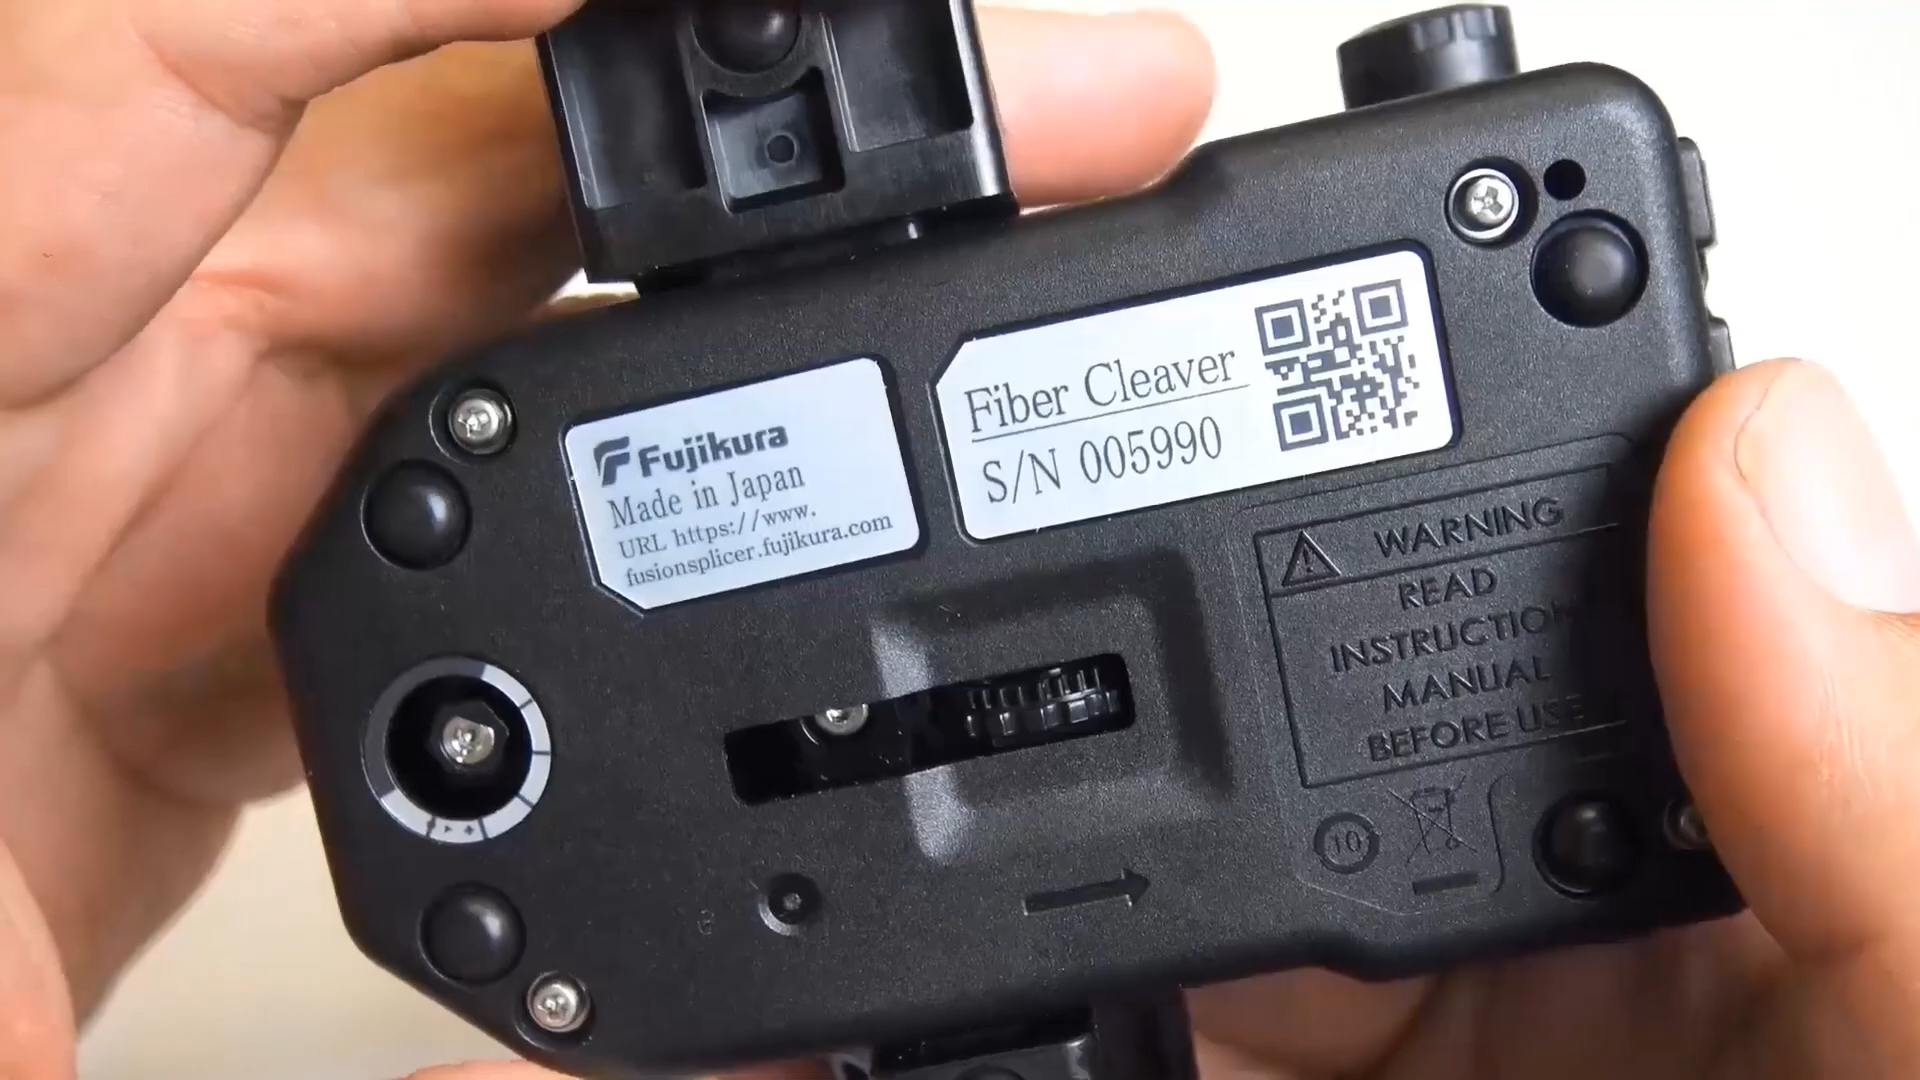 Fujikura
Made in Japan
URL https://www.
fusionsplicer.fujikura.com
Fiber Cleaver
S/N 005990
WARNING
READ
INSTRUCTION
MANUAL
BEFORE USE
10